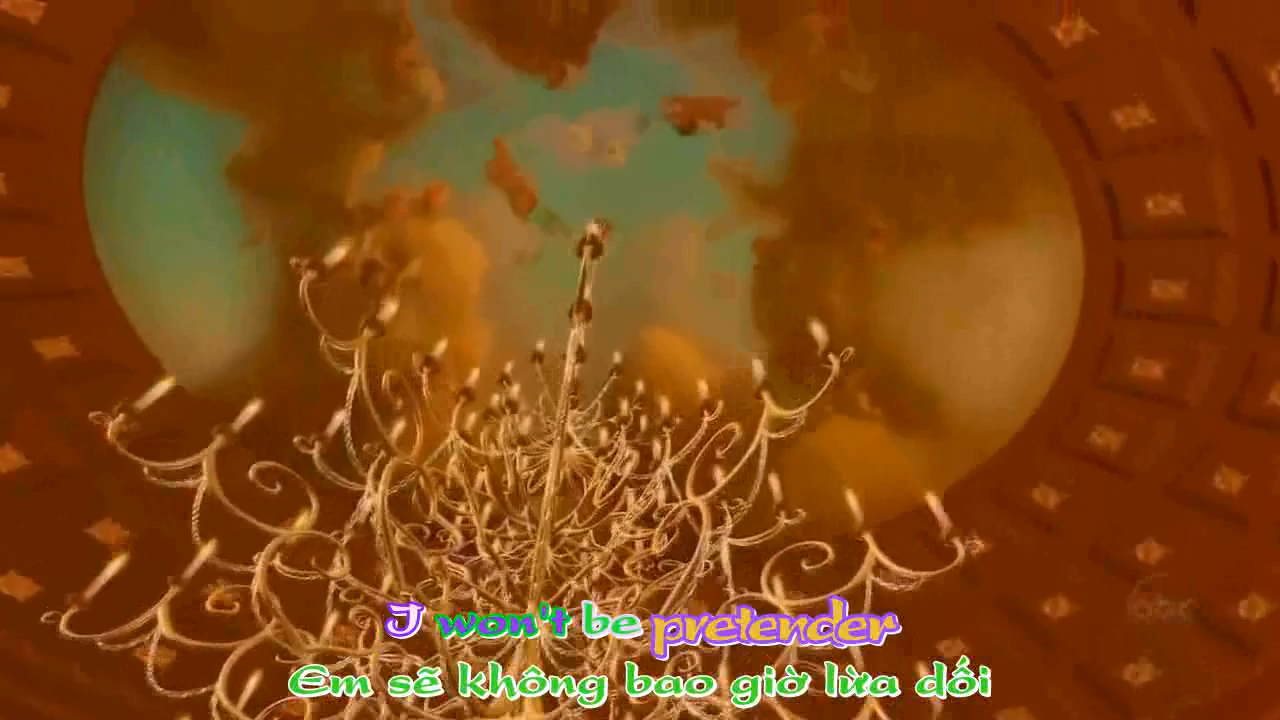 I won't be pretender
Em sẽ không bao giờ lừa dối